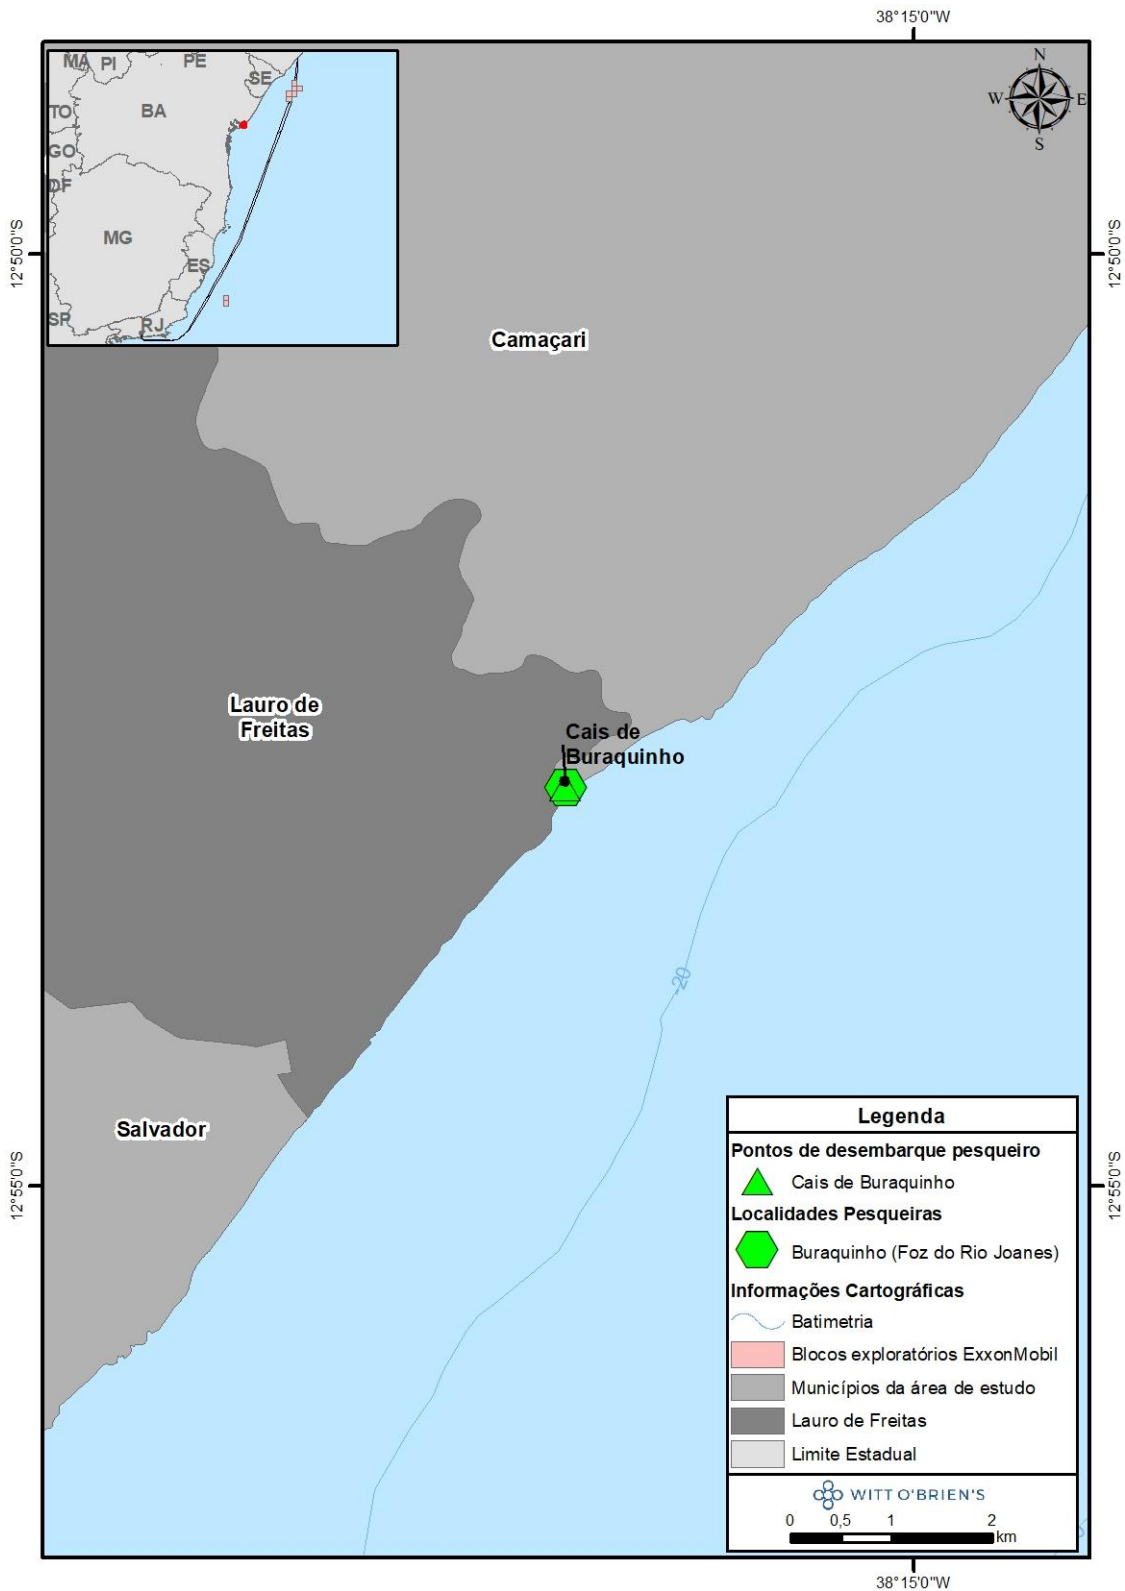 38°15'0"W
MA
PI
PE
SE
TO
BA
GO
DF
MG
ES
SP
RJ
N
W
E
S
12°50'0"S
12°50'0"S
Camaçari
Lauro de
Freitas
Cais de
Buraquinho
-20
Salvador
12°55'0"S
12°55'0"S
Legenda
Pontos de desembarque pesqueiro
Cais de Buraquinho
Localidades Pesqueiras
Buraquinho (Foz do Rio Joanes)
Informações Cartográficas
Batimetria
Blocos exploratórios ExxonMobil
Municípios da área de estudo
Lauro de Freitas
Limite Estadual
WITT O'BRIEN'S
0 0,5 1 2
km
38°15'0"W